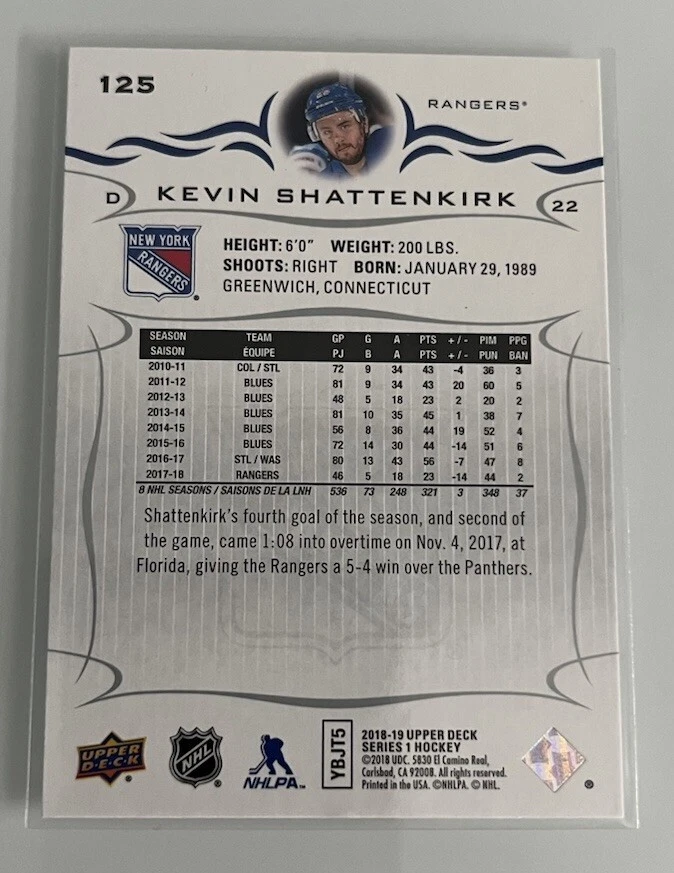 125
22
RANGERS®
D KEVIN SHATTENKIRK 22
NEW YORK
RANGERS
HEIGHT: 6'0" WEIGHT: 200 LBS.
SHOOTS: RIGHT BORN: JANUARY 29, 1989
GREENWICH, CONNECTICUT
SEASON TEAM GP G A PTS +/- PIM PPG
SAISON ÉQUIPE PJ B A PTS +/- PUN BAN
2010-11 COL / STL 72 9 34 43 -4 36 3
2011-12 BLUES 81 9 34 43 20 60 5
2012-13 BLUES 48 5 18 23 2 20 2
2013-14 BLUES 81 10 35 45 1 38 7
2014-15 BLUES 56 8 36 44 19 52 4
2015-16 BLUES 72 14 30 44 -14 51 6
2016-17 STL / WAS 80 13 43 56 -7 47 8
2017-18 RANGERS 46 5 18 23 -14 44 2
8 NHL SEASONS / SAISONS DE LA LNH 536 73 248 321 3 348 37
Shattenkirk's fourth goal of the season, and second of
the game, came 1:08 into overtime on Nov. 4, 2017, at
Florida, giving the Rangers a 5-4 win over the Panthers.
UPPER
D·E·C·K
NHL
NHLPA™
YBJT5
2018-19 UPPER DECK
SERIES 1 HOCKEY
©2018 UDC. 5830 El Camino Real,
Carlsbad, CA 92008. All rights reserved.
Printed in the USA. ©NHLPA. © NHL.